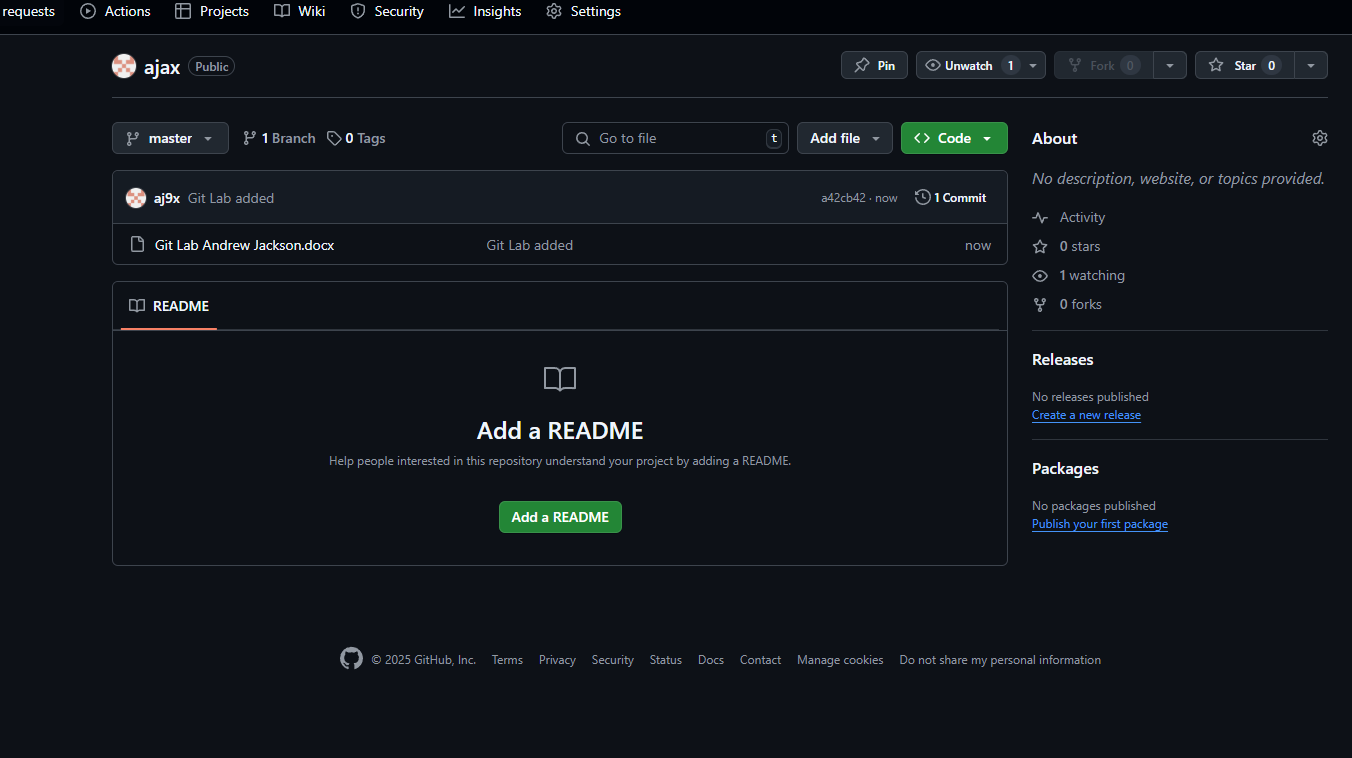 requests Actions Projects Wiki Security Insights Settings
ajax Public Pin Unwatch 1 Fork 0 Star 0
master 1 Branch 0 Tags Go to file t Add file Code
aj9x Git Lab added a42cb42 · now 1 Commit
Git Lab Andrew Jackson.docx Git Lab added now
README
Add a README
Help people interested in this repository understand your project by adding a README.
Add a README
About
No description, website, or topics provided.
Activity
0 stars
1 watching
0 forks
Releases
No releases published
Create a new release
Packages
No packages published
Publish your first package
© 2025 GitHub, Inc. Terms Privacy Security Status Docs Contact Manage cookies Do not share my personal information